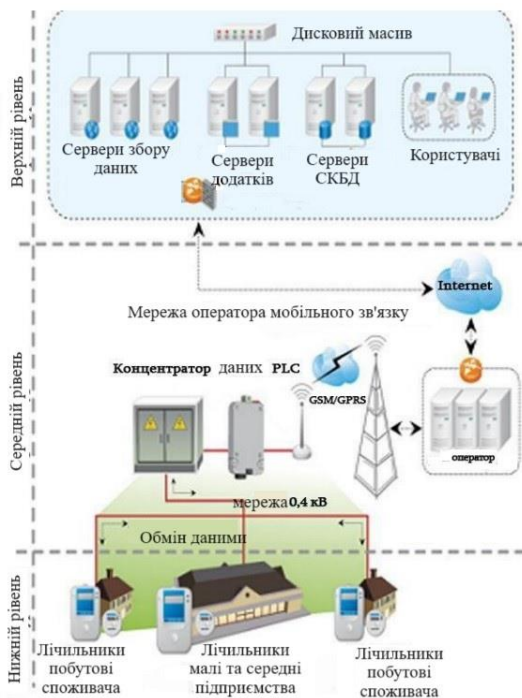 Верхній рівень
Дисковий масив
Сервери збору
даних
Сервери
додатків
Сервери
СКБД
Користувачі
Середній рівень
Internet
Мережа оператора мобільного зв'язку
Концентратор даних PLC
GSM/GPRS
оператор
мережа 0,4 кВ
Обмін даними
Нижній рівень
Лічильники
побутові
споживача
Лічильники
малі та середні
підприємства
Лічильники
побутові
споживача